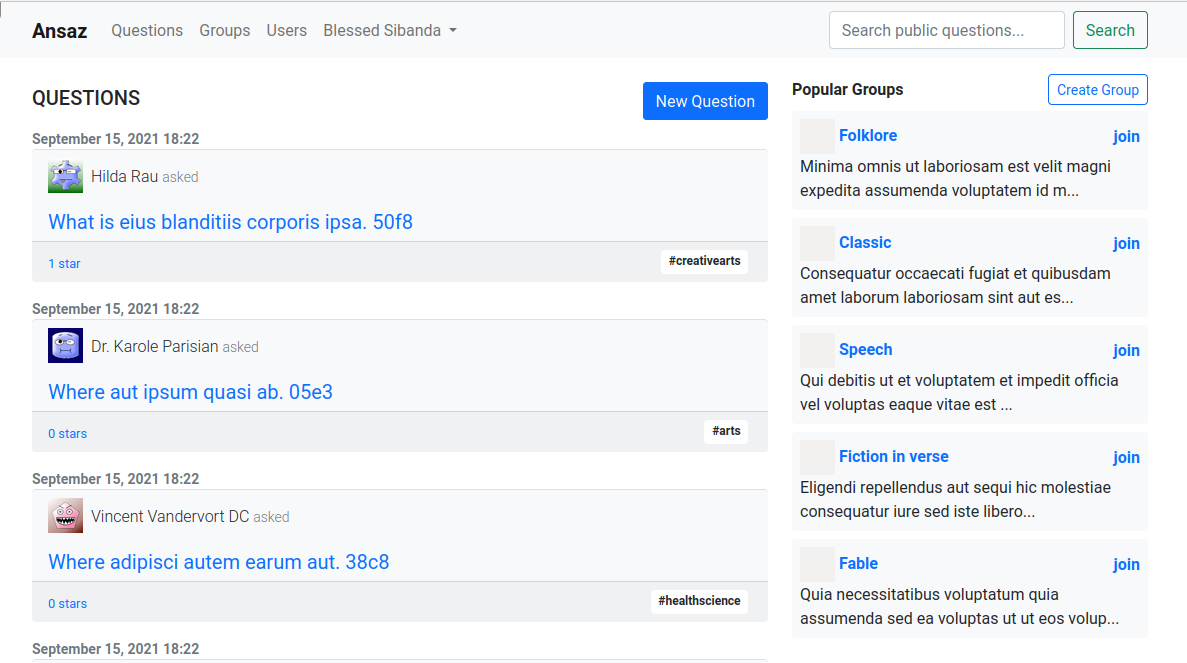 Ansaz Questions Groups Users Blessed Sibanda Search public questions... Search
QUESTIONS
New Question
September 15, 2021 18:22
Hilda Rau asked
What is eius blanditiis corporis ipsa. 50f8
1 star
#creativearts
September 15, 2021 18:22
Dr. Karole Parisian asked
Where aut ipsum quasi ab. 05e3
0 stars
#arts
September 15, 2021 18:22
Vincent Vandervort DC asked
Where adipisci autem earum aut. 38c8
0 stars
#healthscience
September 15, 2021 18:22
Popular Groups
Create Group
Folklore join
Minima omnis ut laboriosam est velit magni
expedita assumenda voluptatem id m...
Classic join
Consequatur occaecati fugiat et quibusdam
amet laborum laboriosam sint aut es...
Speech join
Qui debitis ut et voluptatem et impedit officia
vel voluptas eaque vitae est ...
Fiction in verse join
Eligendi repellendus aut sequi hic molestiae
consequatur iure sed iste libero...
Fable join
Quia necessitatibus voluptatum quia
assumenda sed ea voluptas ut ut eos volup...